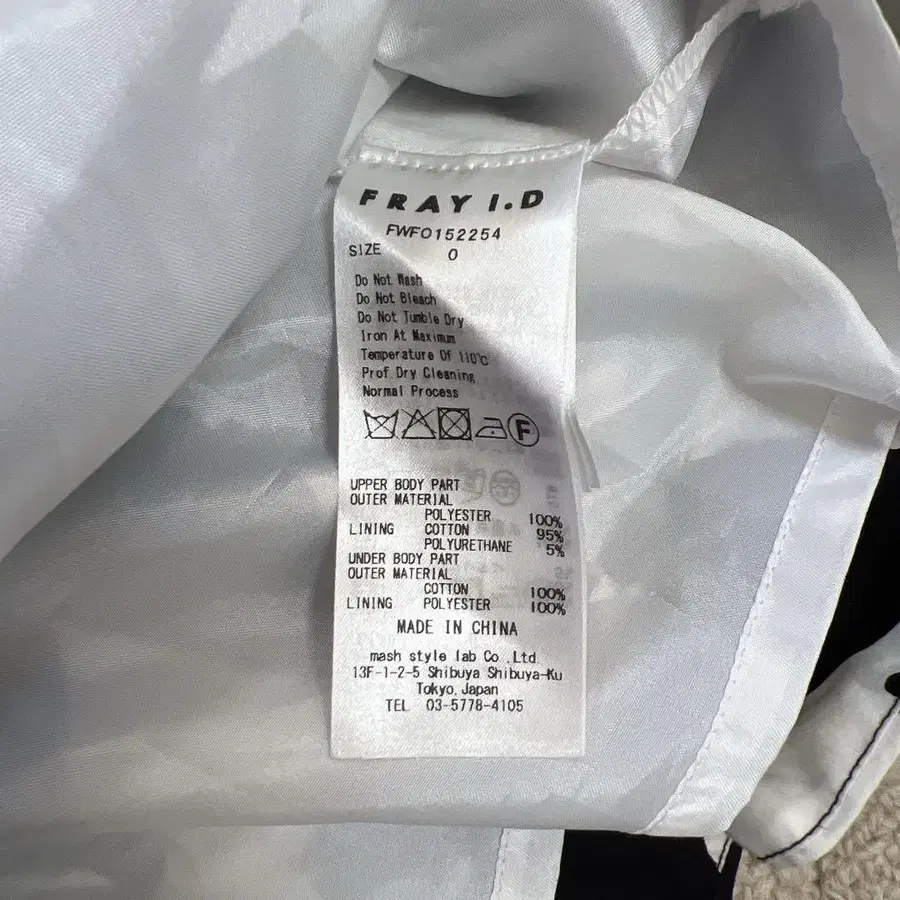 FRAY I.D
FWFO152254
SIZE 0
Do Not Wash
Do Not Bleach
Do Not Tumble Dry
Iron At Maximum
Temperature Of 110℃
Prof Dry Cleaning
Normal Process
F
UPPER BODY PART
OUTER MATERIAL
POLYESTER 100%
LINING COTTON 95%
POLYURETHANE 5%
UNDER BODY PART
OUTER MATERIAL
COTTON 100%
LINING POLYESTER 100%
MADE IN CHINA
mash style lab Co.,Ltd.
13F-1-2-5 Shibuya Shibuya-Ku
Tokyo, Japan
TEL 03-5778-4105